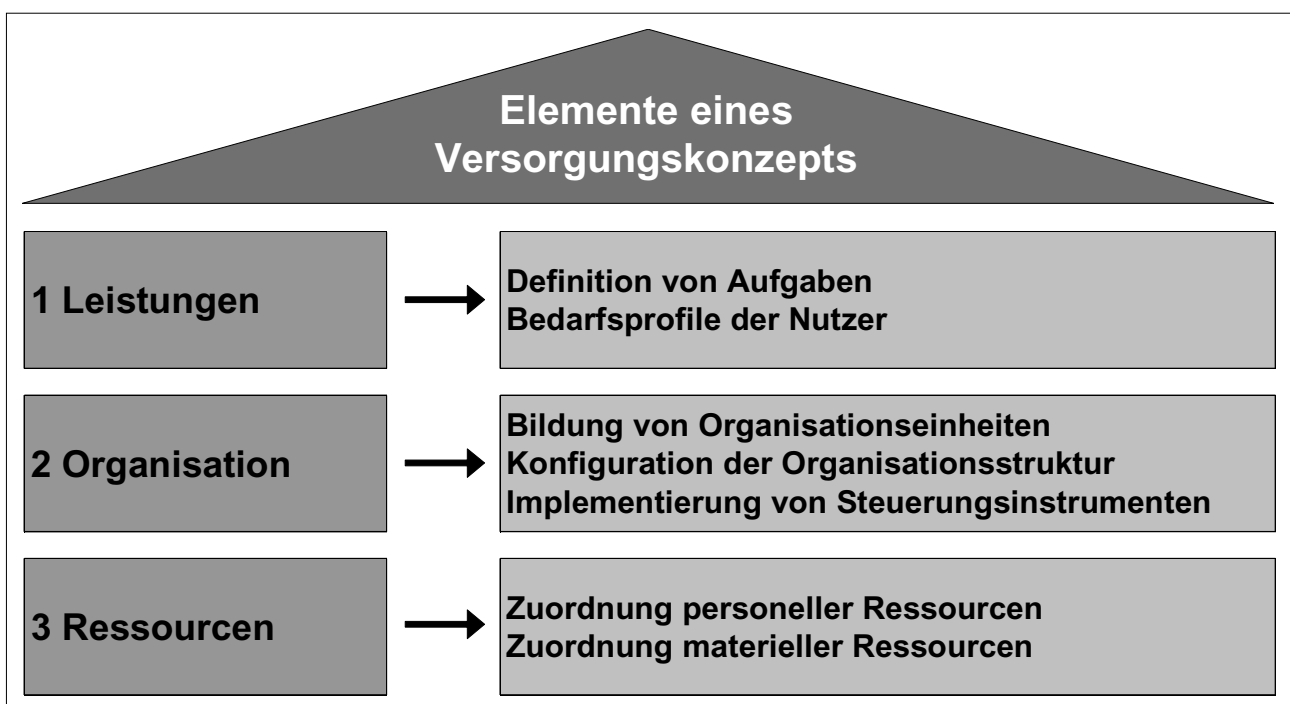 Elemente eines
Versorgungskonzepts
1 Leistungen
Definition von Aufgaben
Bedarfsprofile der Nutzer
2 Organisation
Bildung von Organisationseinheiten
Konfiguration der Organisationsstruktur
Implementierung von Steuerungsinstrumenten
3 Ressourcen
Zuordnung personeller Ressourcen
Zuordnung materieller Ressourcen